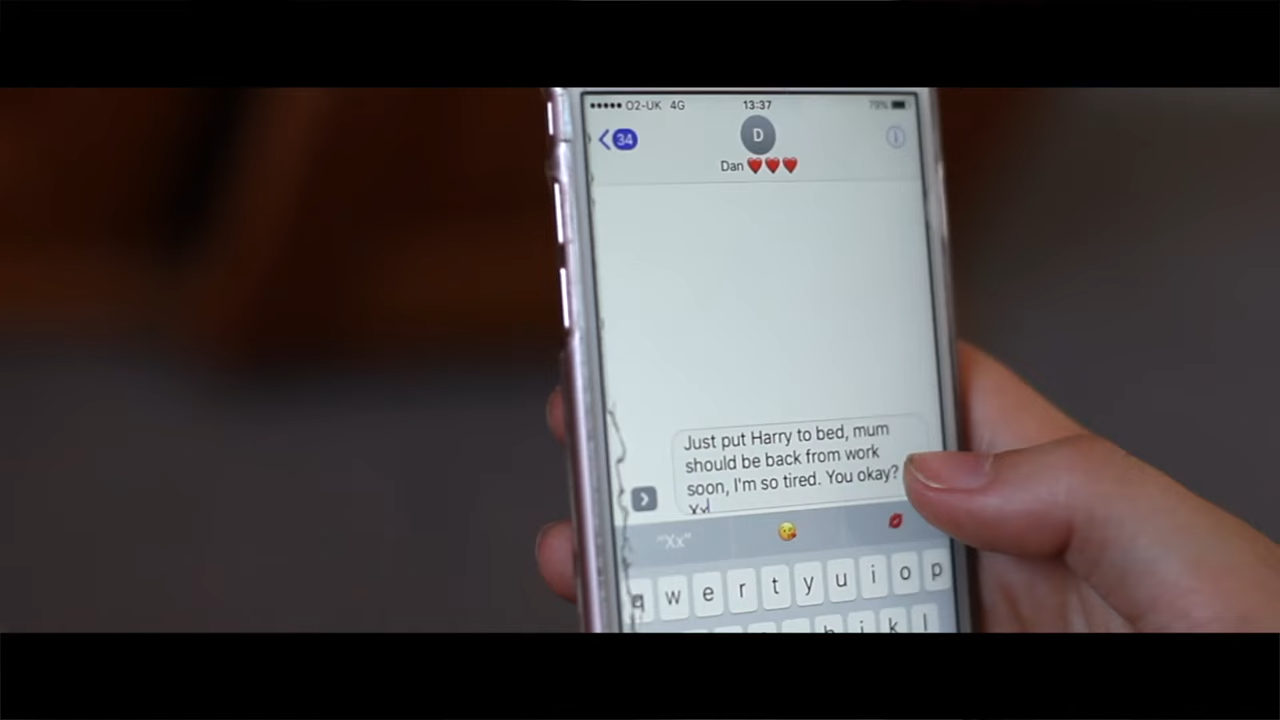 O2-UK 4G 13:37 79%
34
D
Dan ❤️❤️❤️
Just put Harry to bed, mum
should be back from work
soon, I'm so tired. You okay?
Xx
"Xx" 😘 💋
q w e r t y u i o p
h j k l